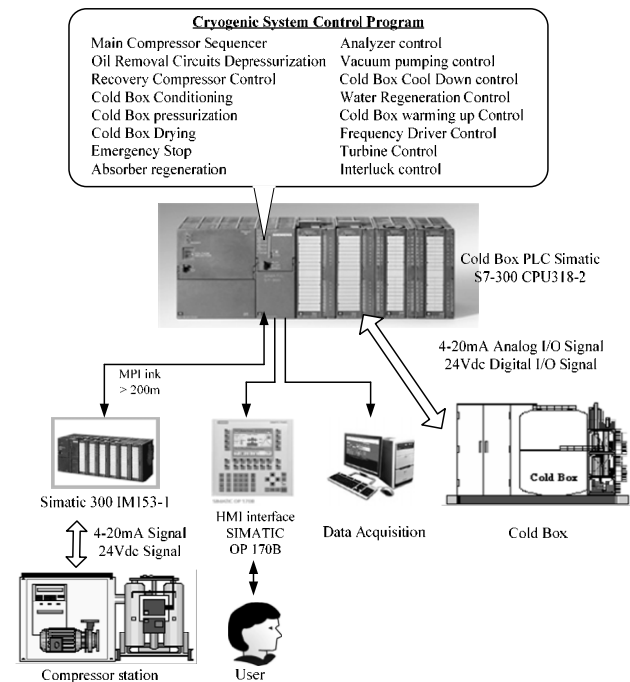 Cryogenic System Control Program
Main Compressor Sequencer
Oil Removal Circuits Depressurization
Recovery Compressor Control
Cold Box Conditioning
Cold Box pressurization
Cold Box Drying
Emergency Stop
Absorber regeneration
Analyzer control
Vacuum pumping control
Cold Box Cool Down control
Water Regeneration Control
Cold Box warming up Control
Frequency Driver Control
Turbine Control
Interluck control
Cold Box PLC Simatic
S7-300 CPU318-2
4-20mA Analog I/O Signal
24Vdc Digital I/O Signal
MPI ink
> 200m
Simatic 300 IM153-1
HMI interface
SIMATIC
OP 170B
Data Acquisition
Cold Box
Cold Box
4-20mA Signal
24Vdc Signal
Compressor station
User